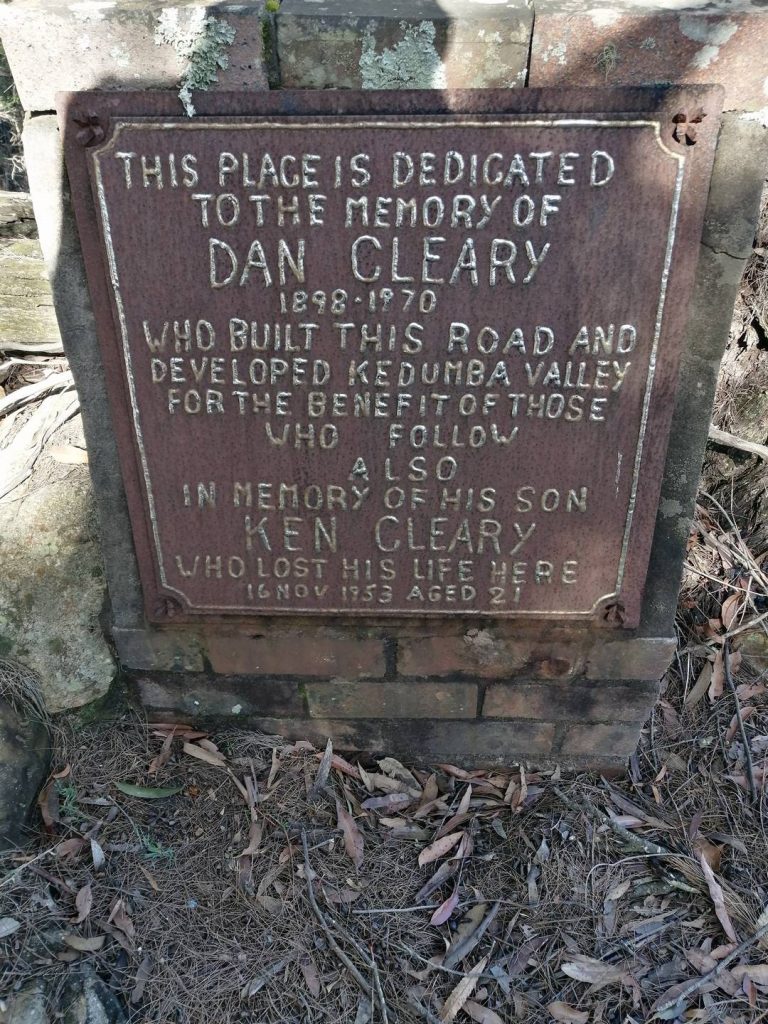 THIS PLACE IS DEDICATED
TO THE MEMORY OF
DAN CLEARY
1898-1970
WHO BUILT THIS ROAD AND
DEVELOPED KEDUMBA VALLEY
FOR THE BENEFIT OF THOSE
WHO FOLLOW
ALSO
IN MEMORY OF HIS SON
KEN CLEARY
WHO LOST HIS LIFE HERE
16 NOV 1953 AGED 21